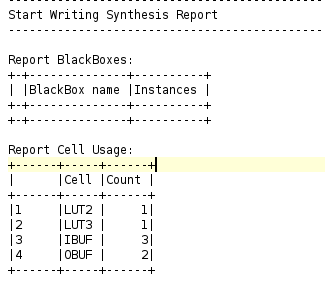 -------------------------------------------
Start Writing Synthesis Report
-------------------------------------------
Report BlackBoxes:
+-+--------------+----------+
| |BlackBox name |Instances |
+-+--------------+----------+
+-+--------------+----------+
Report Cell Usage:
+------+-----+------+
|      |Cell |Count |
+------+-----+------+
|1     |LUT2 |     1|
|2     |LUT3 |     1|
|3     |IBUF |     3|
|4     |OBUF |     2|
+------+-----+------+